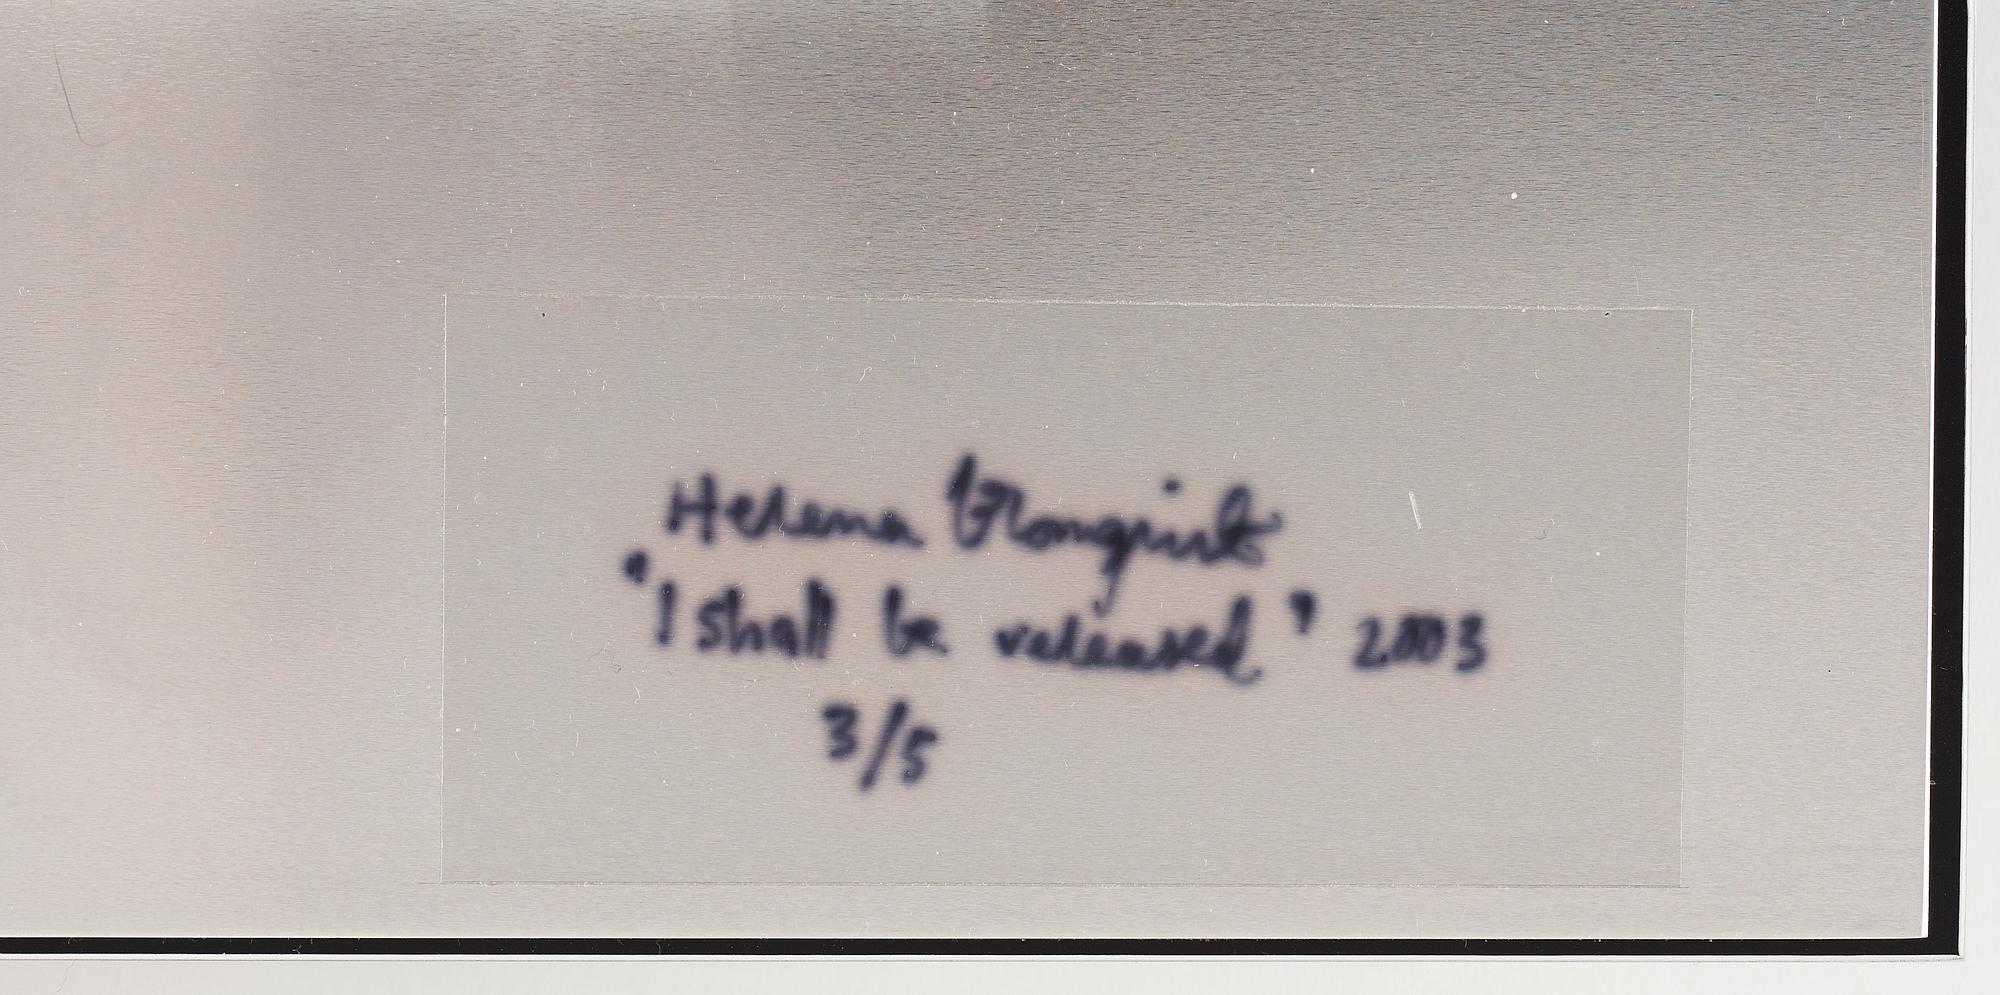 Helena Blomqvist
"I shall be released" 2003
3/5